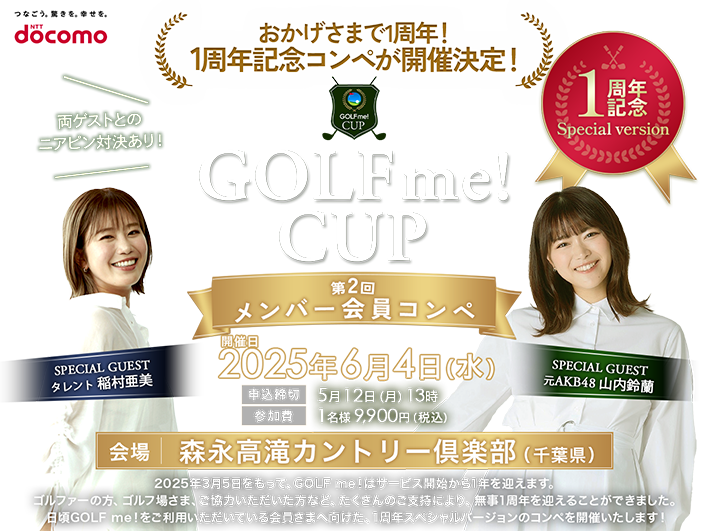 つなごう。驚きを。幸せを。
NTT
docomo
おかげさまで1周年！
1周年記念コンペが開催決定！
両ゲストとの
ニアピン対決あり！
GOLFme!
CUP
1周年
記念
Special version
GOLFme!
CUP
第2回
メンバー会員コンペ
開催日
2025年6月4日(水)
SPECIAL GUEST
タレント 稲村亜美
SPECIAL GUEST
元AKB48 山内鈴蘭
申込締切 5月12日(月)13時
参加費 1名様9,900円(税込)
会場 森永高滝カントリー倶楽部(千葉県)
2025年3月5日をもって、GOLF me!はサービス開始から1年を迎えます。
ゴルファーの方、ゴルフ場さま、ご協力いただいた方など、たくさんのご支持により、無事1周年を迎えることができました。
日頃GOLF me!をご利用いただいている会員さまへ向けた、1周年スペシャルバージョンのコンペを開催いたします！